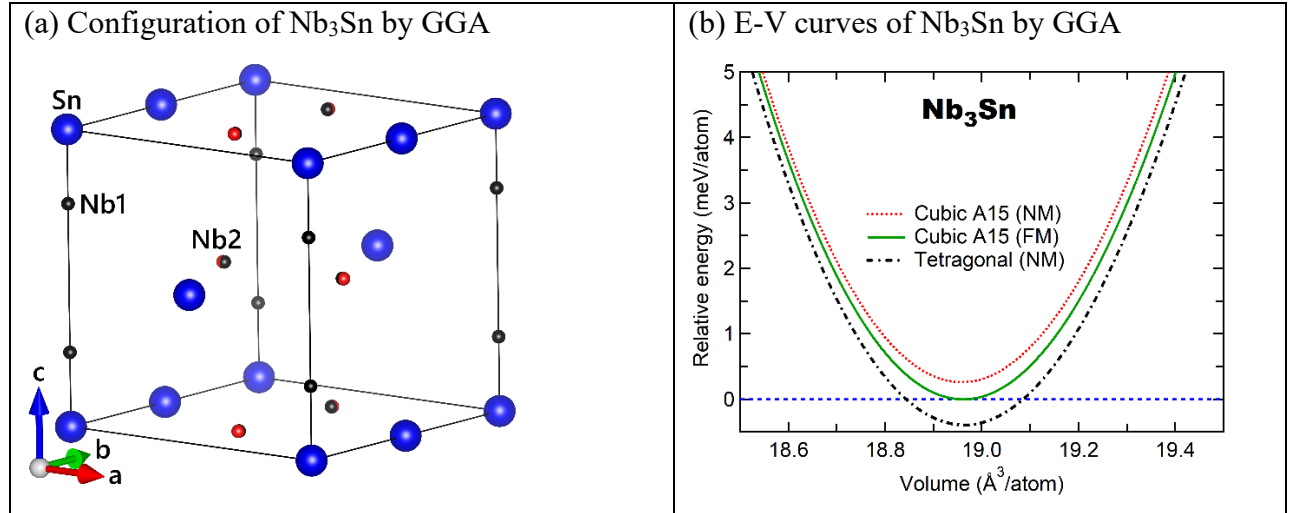 (a) Configuration of Nb₃Sn by GGA
Sn
Nb1
Nb2
c
b
a
(b) E-V curves of Nb₃Sn by GGA
Nb₃Sn
Cubic A15 (NM)
Cubic A15 (FM)
Tetragonal (NM)
Relative energy (meV/atom)
5
4
3
2
1
0
18.6 18.8 19.0 19.2 19.4
Volume (Å³/atom)